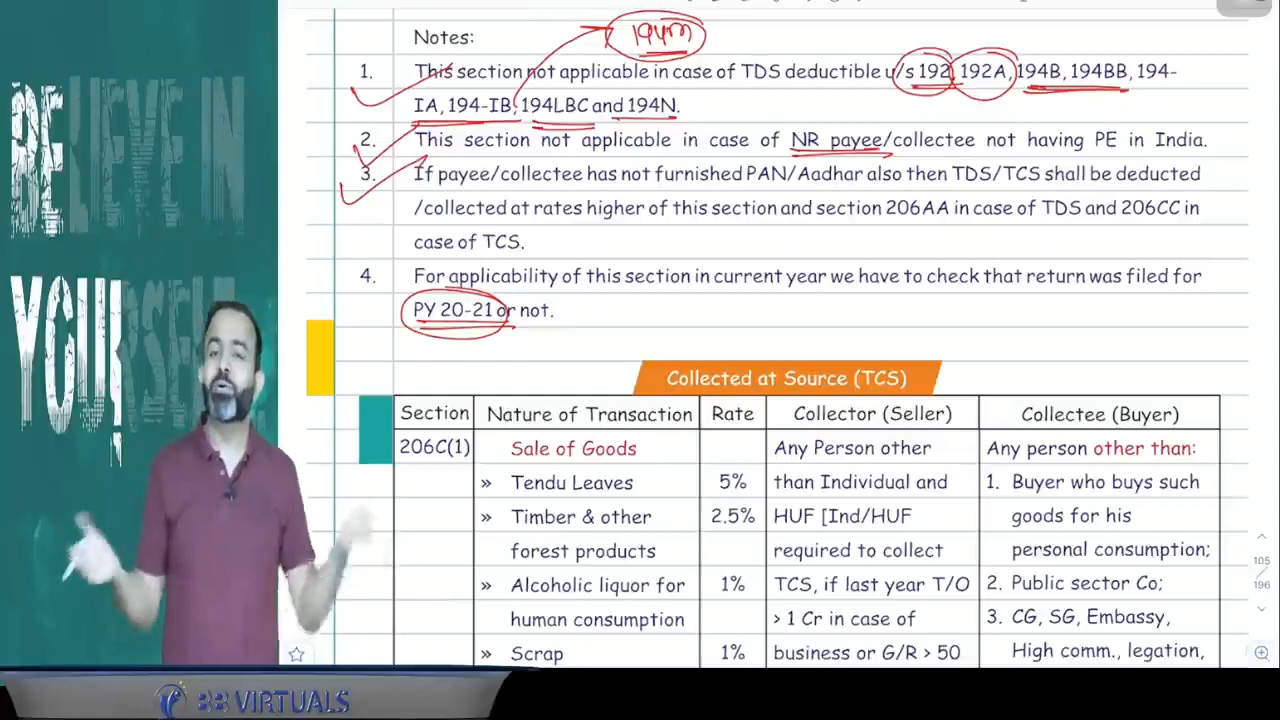 BELIEVE IN
YOURSELF
194M
Notes:
1. This section not applicable in case of TDS deductible u/s 192, 192A, 194B, 194BB, 194-
IA, 194-IB, 194LBC and 194N.
2. This section not applicable in case of NR payee/collectee not having PE in India.
3. If payee/collectee has not furnished PAN/Aadhar also then TDS/TCS shall be deducted
/collected at rates higher of this section and section 206AA in case of TDS and 206CC in
case of TCS.
4. For applicability of this section in current year we have to check that return was filed for
PY 20-21 or not.
Collected at Source (TCS)
Section Nature of Transaction Rate Collector (Seller) Collectee (Buyer)
206C(1) Sale of Goods Any Person other Any person other than:
» Tendu Leaves 5% than Individual and 1. Buyer who buys such
» Timber & other 2.5% HUF [Ind/HUF goods for his
forest products required to collect personal consumption;
» Alcoholic liquor for 1% TCS, if last year T/O 2. Public sector Co;
human consumption > 1 Cr in case of 3. CG, SG, Embassy,
» Scrap 1% business or G/R > 50 High comm., legation,
105
196
BB VIRTUALS